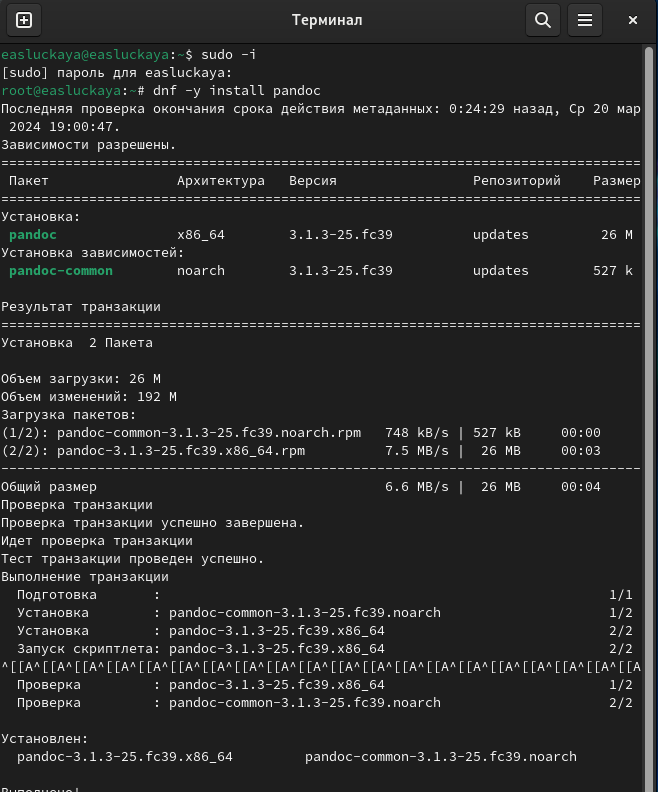 Терминал
easluckaya@easluckaya:~$ sudo -i
[sudo] пароль для easluckaya:
root@easluckaya:~# dnf -y install pandoc
Последняя проверка окончания срока действия метаданных: 0:24:29 назад, Ср 20 мар
 2024 19:00:47.
Зависимости разрешены.
================================================================================
 Пакет                Архитектура   Версия                 Репозиторий    Размер
================================================================================
Установка:
 pandoc               x86_64        3.1.3-25.fc39          updates         26 M
Установка зависимостей:
 pandoc-common        noarch        3.1.3-25.fc39          updates        527 k
Результат транзакции
================================================================================
Установка  2 Пакета
Объем загрузки: 26 M
Объем изменений: 192 M
Загрузка пакетов:
(1/2): pandoc-common-3.1.3-25.fc39.noarch.rpm   748 kB/s | 527 kB     00:00
(2/2): pandoc-3.1.3-25.fc39.x86_64.rpm          7.5 MB/s |  26 MB     00:03
--------------------------------------------------------------------------------
Общий размер                                    6.6 MB/s |  26 MB     00:04
Проверка транзакции
Проверка транзакции успешно завершена.
Идет проверка транзакции
Тест транзакции проведен успешно.
Выполнение транзакции
  Подготовка       :                                                        1/1
  Установка        : pandoc-common-3.1.3-25.fc39.noarch                     1/2
  Установка        : pandoc-3.1.3-25.fc39.x86_64                            2/2
  Запуск скриптлета: pandoc-3.1.3-25.fc39.x86_64                            2/2
^[[A^[[A^[[A^[[A^[[A^[[A^[[A^[[A^[[A^[[A^[[A^[[A^[[A^[[A^[[A^[[A^[[A^[[A^[[A^[[A
  Проверка         : pandoc-3.1.3-25.fc39.x86_64                            1/2
  Проверка         : pandoc-common-3.1.3-25.fc39.noarch                     2/2
Установлен:
  pandoc-3.1.3-25.fc39.x86_64         pandoc-common-3.1.3-25.fc39.noarch
Выполнено!